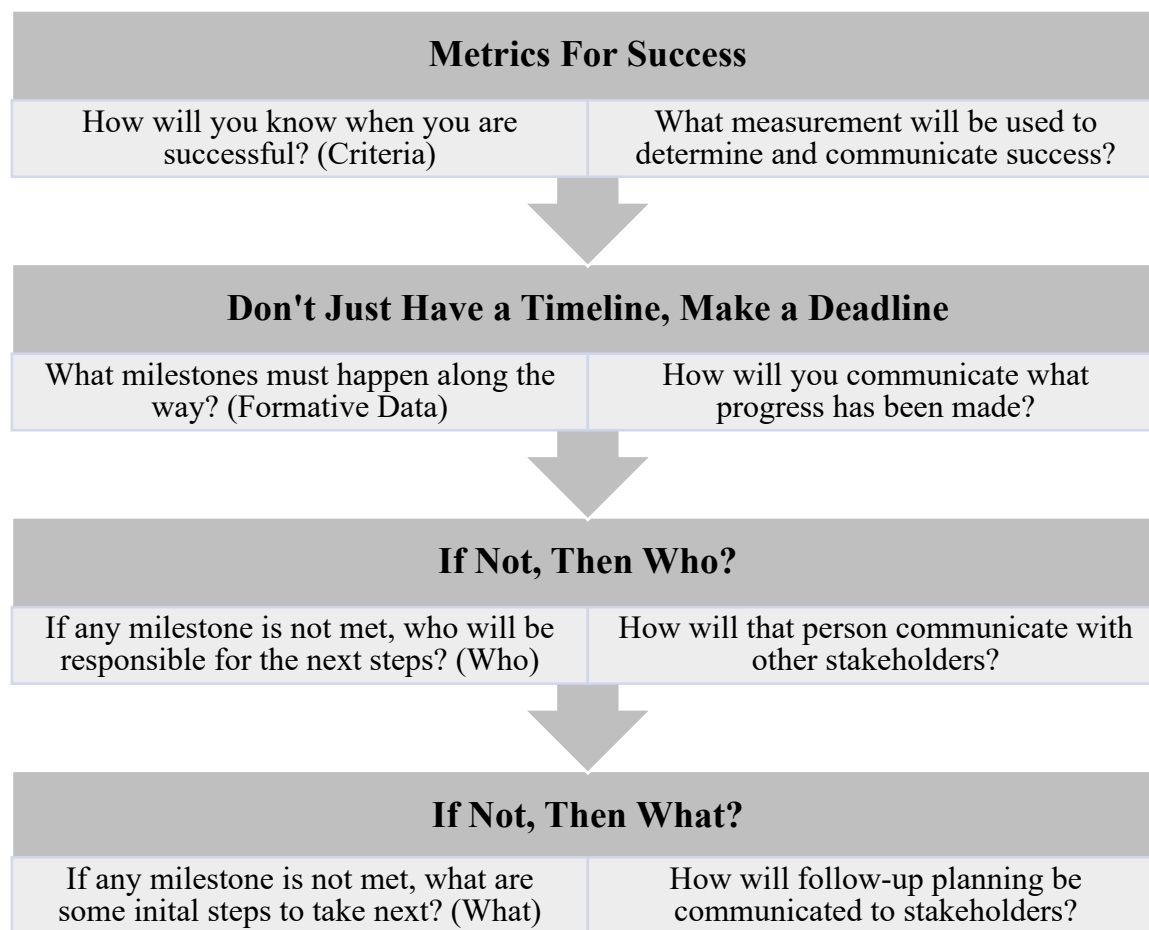 Metrics For Success
How will you know when you are
successful? (Criteria)
What measurement will be used to
determine and communicate success?
Don't Just Have a Timeline, Make a Deadline
What milestones must happen along the
way? (Formative Data)
How will you communicate what
progress has been made?
If Not, Then Who?
If any milestone is not met, who will be
responsible for the next steps? (Who)
How will that person communicate with
other stakeholders?
If Not, Then What?
If any milestone is not met, what are
some inital steps to take next? (What)
How will follow-up planning be
communicated to stakeholders?